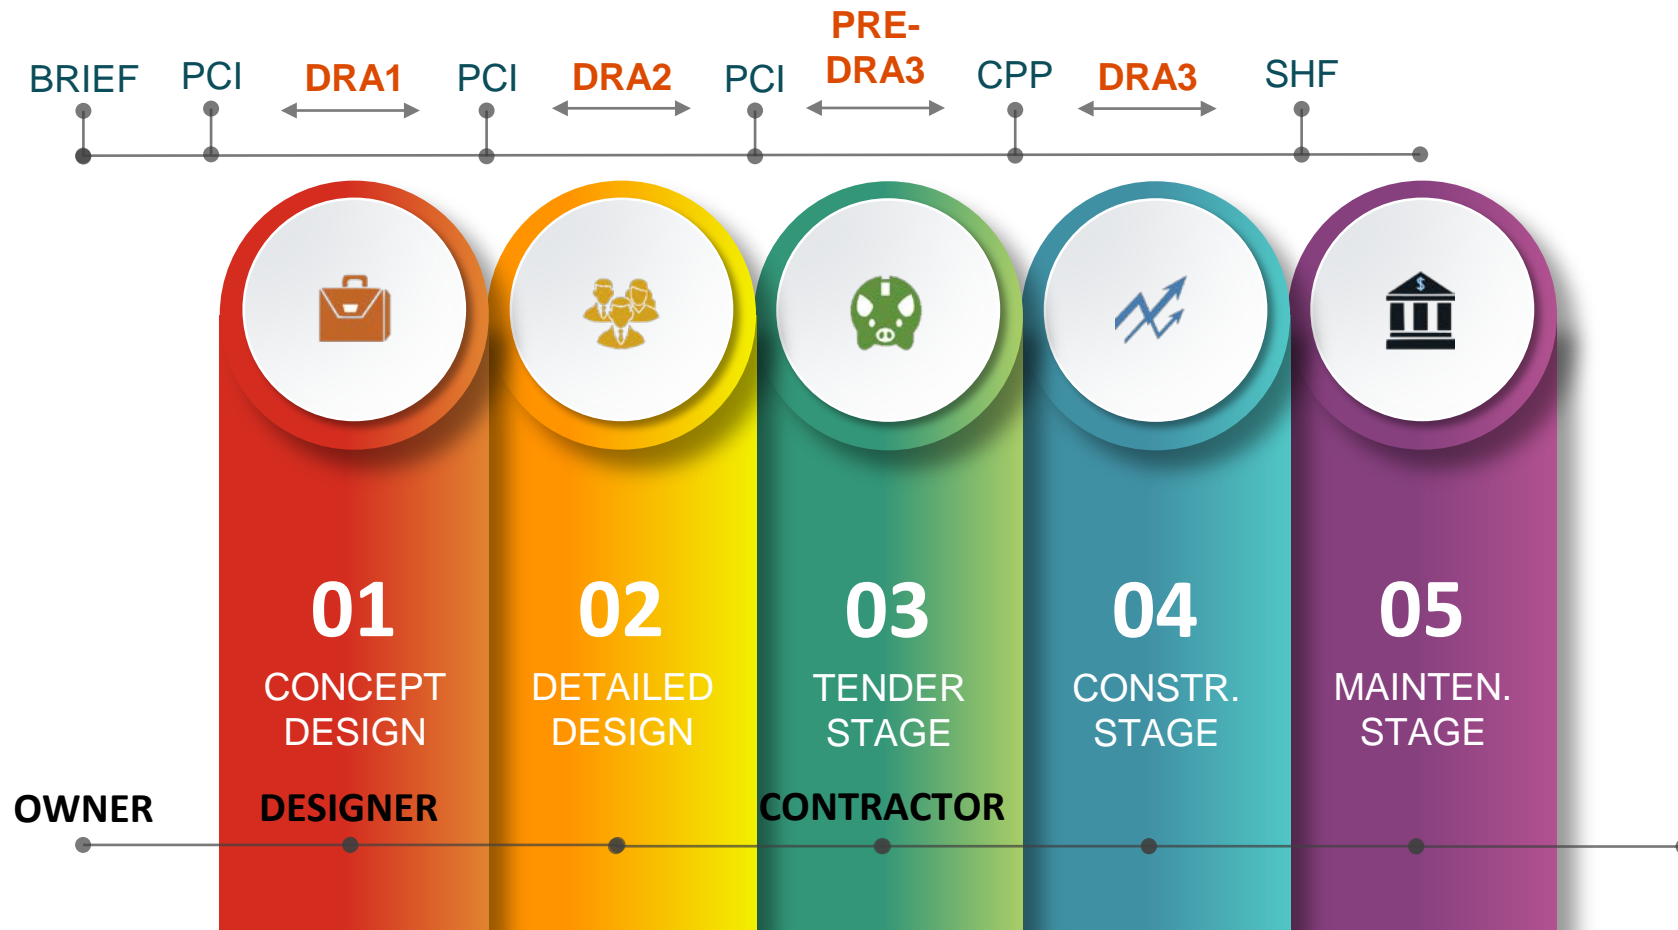 PRE-
BRIEF PCI DRA1 PCI DRA2 PCI DRA3 CPP DRA3 SHF
$
01 02 03 04 05
CONCEPT DETAILED TENDER CONSTR. MAINTEN.
DESIGN DESIGN STAGE STAGE STAGE
OWNER DESIGNER CONTRACTOR